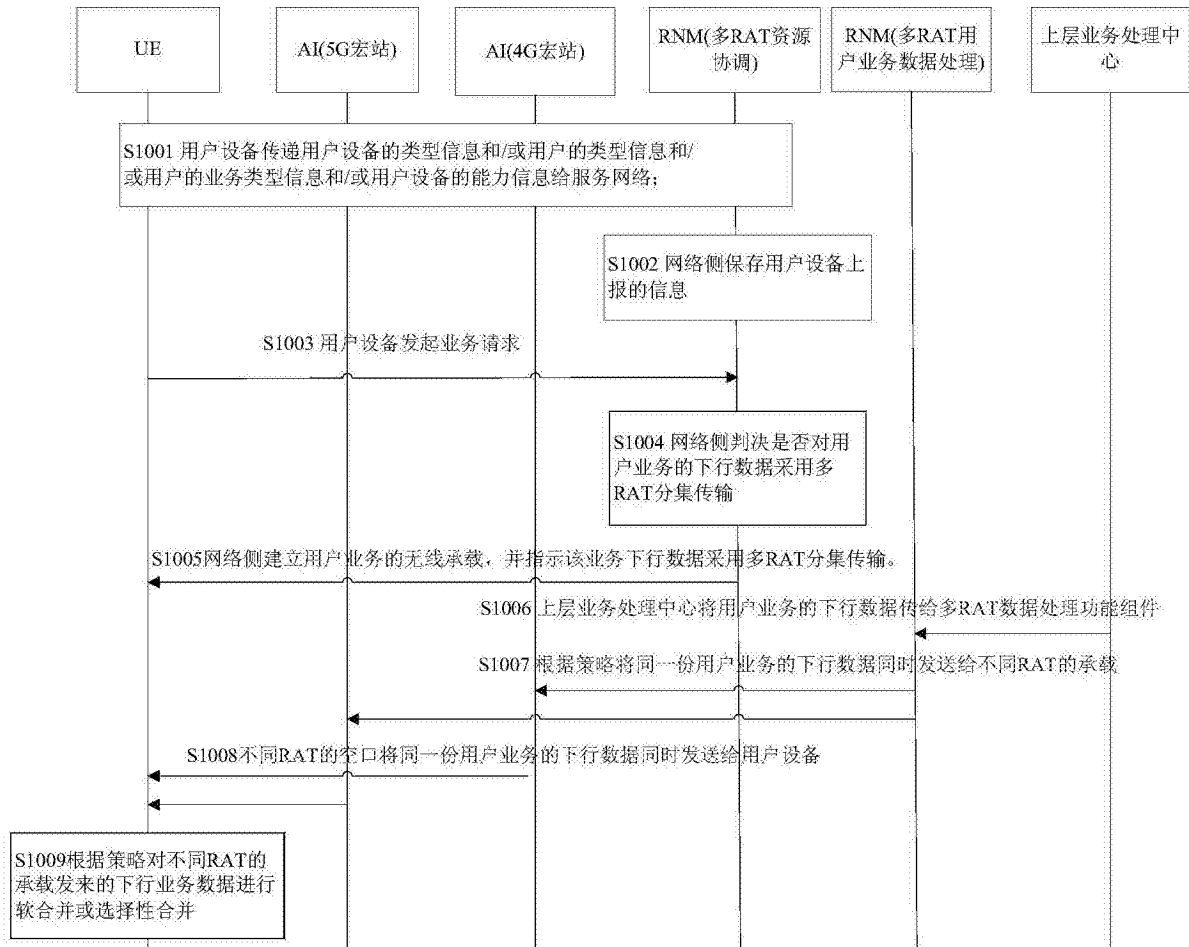 UE
AI(5G宏站)
AI(4G宏站)
RNM(多RAT资源
协调)
RNM(多RAT用
户业务数据处理)
上层业务处理中
心
S1001 用户设备传递用户设备的类型信息和/或用户的类型信息和/
或用户的业务类型信息和/或用户设备的能力信息给服务网络;
S1002 网络侧保存用户设备上
报的信息
S1003 用户设备发起业务请求
S1004 网络侧判决是否对用
户业务的下行数据采用多
RAT分集传输
S1005网络侧建立用户业务的无线承载，并指示该业务下行数据采用多RAT分集传输。
S1006 上层业务处理中心将用户业务的下行数据传给多RAT数据处理功能组件
S1007 根据策略将同一份用户业务的下行数据同时发送给不同RAT的承载
S1008不同RAT的空口将同一份用户业务的下行数据同时发送给用户设备
S1009根据策略对不同RAT的
承载发来的下行业务数据进行
软合并或选择性合并